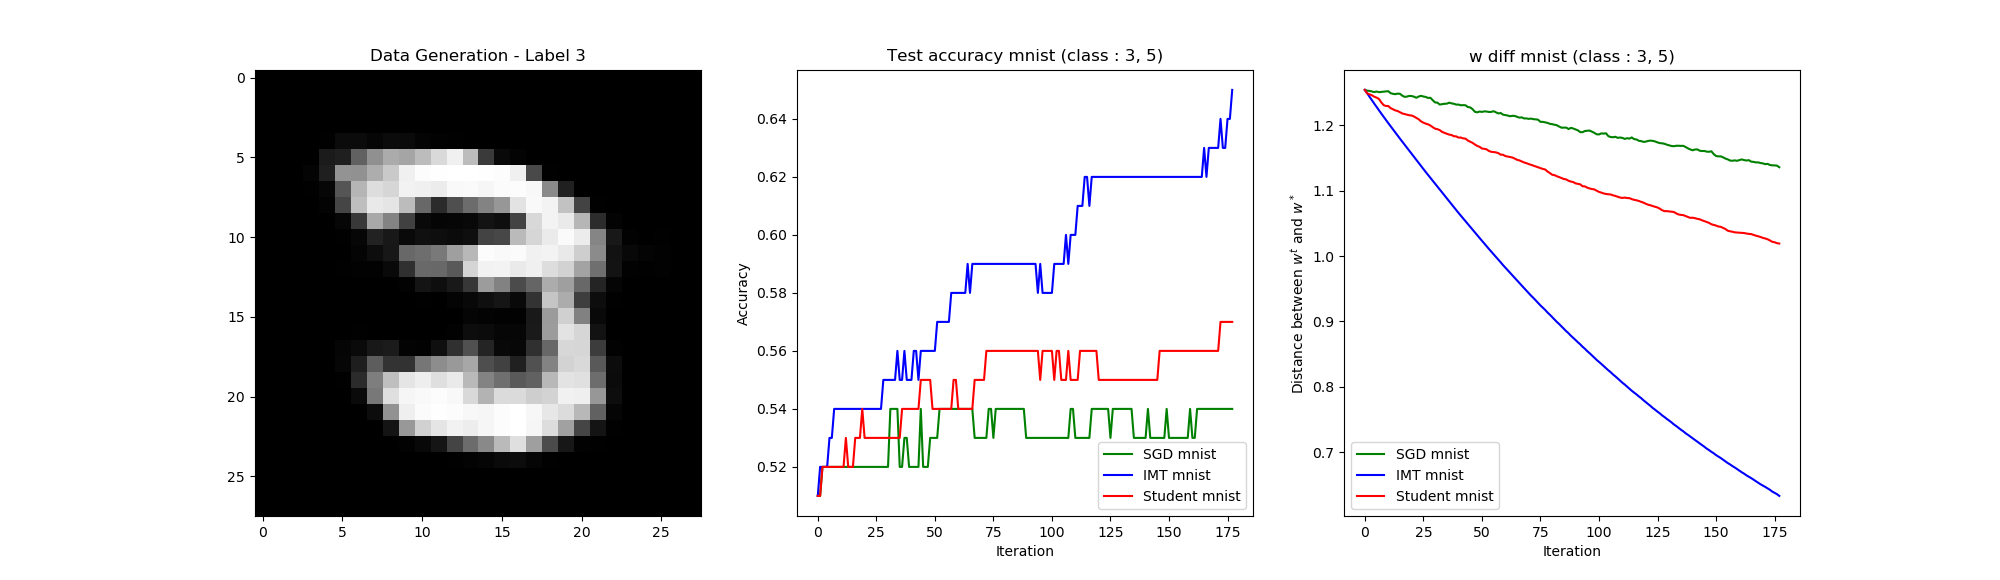 Data Generation - Label 3
0
5
10
15
20
25
0 5 10 15 20 25
Test accuracy mnist (class : 3, 5)
Accuracy
0.64
0.62
0.60
0.58
0.56
0.54
0.52
0 25 50 75 100 125 150 175
Iteration
SGD mnist
IMT mnist
Student mnist
w diff mnist (class : 3, 5)
Distance between w^t and w^*
1.2
1.1
1.0
0.9
0.8
0.7
0 25 50 75 100 125 150 175
Iteration
SGD mnist
IMT mnist
Student mnist